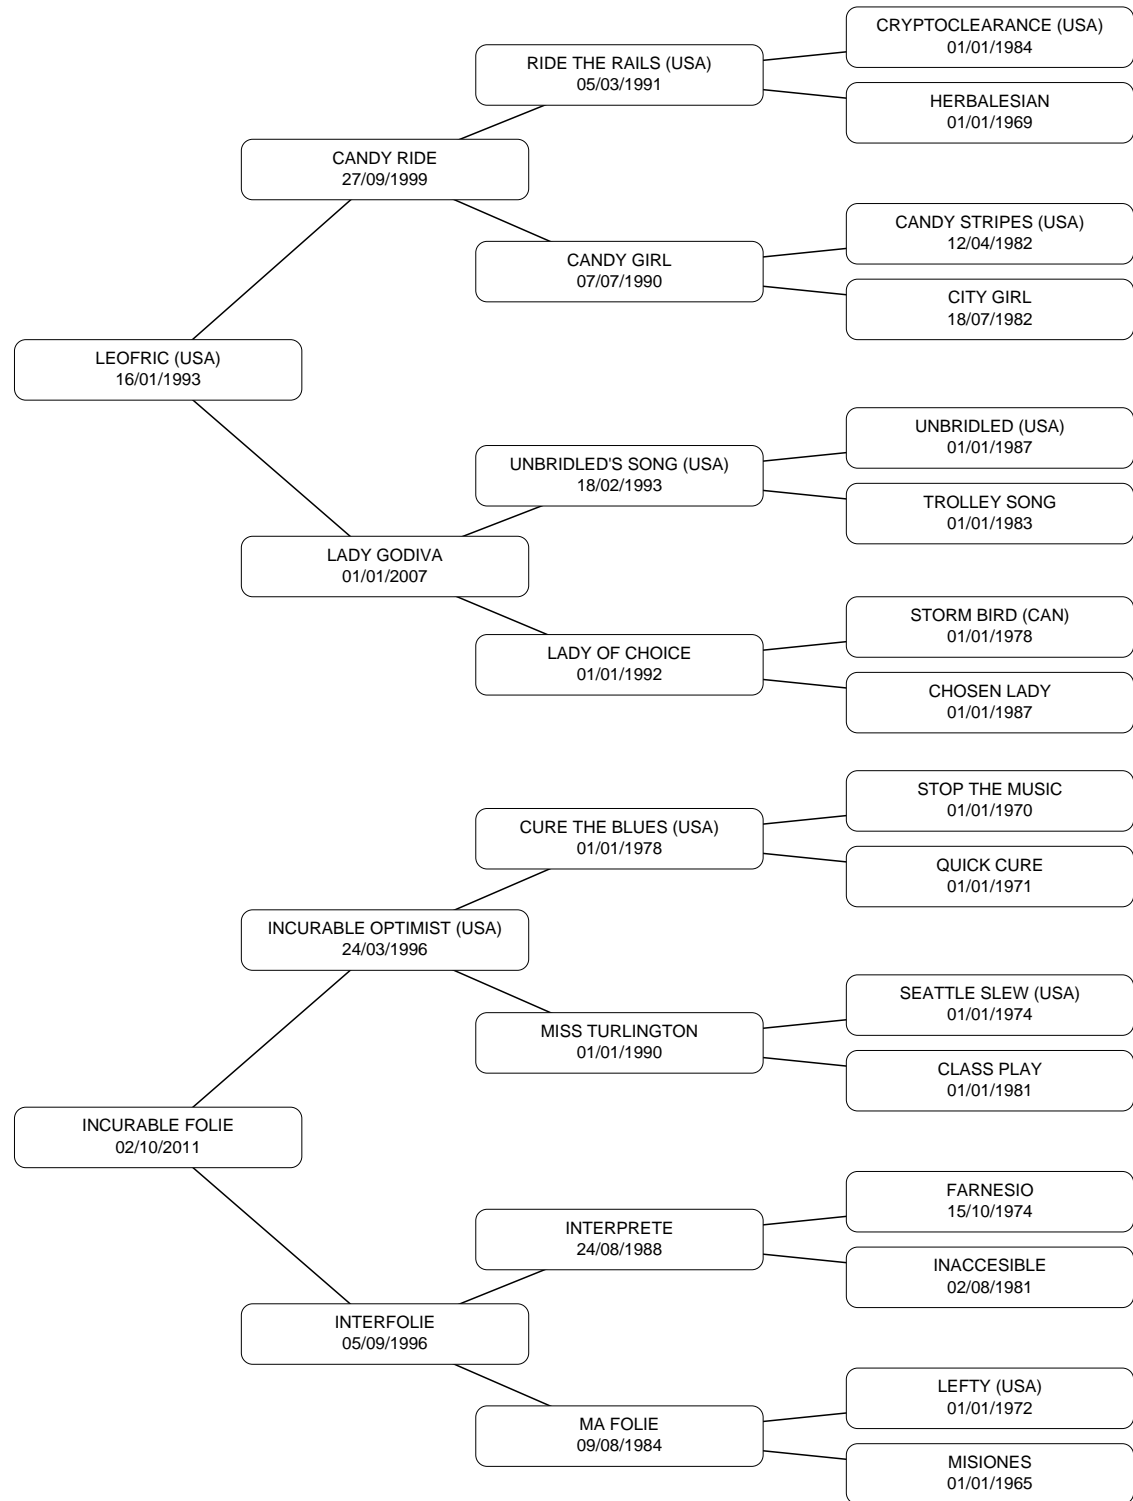 CRYPTOCLEARANCE (USA)
01/01/1984
RIDE THE RAILS (USA)
05/03/1991
HERBALESIAN
01/01/1969
CANDY RIDE
27/09/1999
CANDY STRIPES (USA)
12/04/1982
CANDY GIRL
07/07/1990
CITY GIRL
18/07/1982
LEOFRIC (USA)
16/01/1993
UNBRIDLED (USA)
01/01/1987
UNBRIDLED'S SONG (USA)
18/02/1993
TROLLEY SONG
01/01/1983
LADY GODIVA
01/01/2007
STORM BIRD (CAN)
01/01/1978
LADY OF CHOICE
01/01/1992
CHOSEN LADY
01/01/1987
STOP THE MUSIC
01/01/1970
CURE THE BLUES (USA)
01/01/1978
QUICK CURE
01/01/1971
INCURABLE OPTIMIST (USA)
24/03/1996
SEATTLE SLEW (USA)
01/01/1974
MISS TURLINGTON
01/01/1990
CLASS PLAY
01/01/1981
INCURABLE FOLIE
02/10/2011
FARNESIO
15/10/1974
INTERPRETE
24/08/1988
INACCESIBLE
02/08/1981
INTERFOLIE
05/09/1996
LEFTY (USA)
01/01/1972
MA FOLIE
09/08/1984
MISIONES
01/01/1965